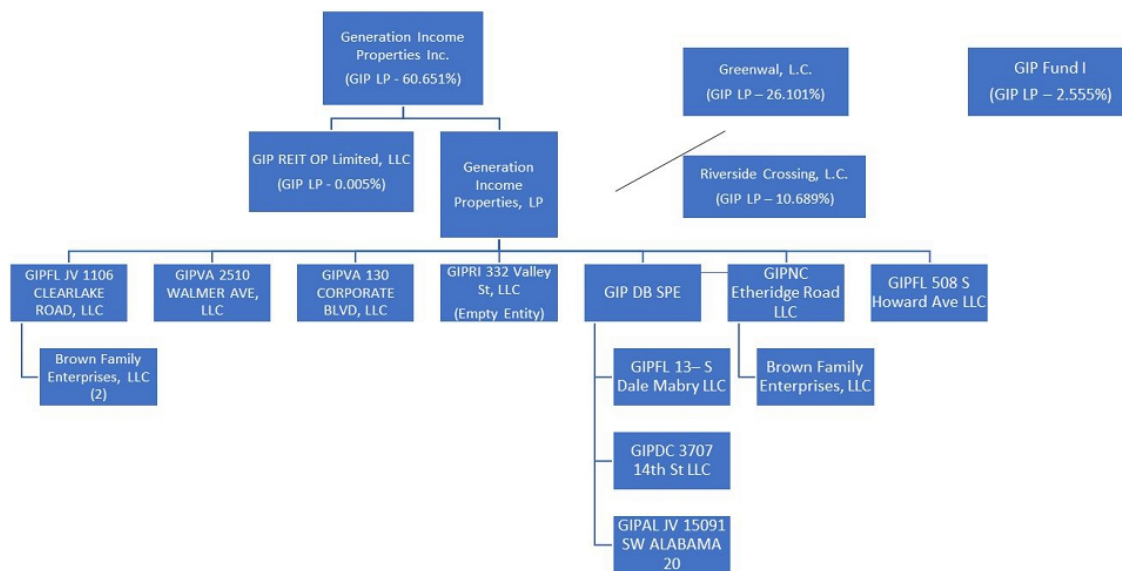 Generation Income
Properties Inc.
(GIP LP - 60.651%)
Greenwal, L.C.
(GIP LP – 26.101%)
GIP Fund I
(GIP LP – 2.555%)
GIP REIT OP Limited, LLC
(GIP LP - 0.005%)
Generation
Income
Properties, LP
Riverside Crossing, L.C.
(GIP LP – 10.689%)
GIPFL JV 1106
CLEARLAKE
ROAD, LLC
GIPVA 2510
WALMER AVE,
LLC
GIPVA 130
CORPORATE
BLVD, LLC
GIPRI 332 Valley
St, LLC
(Empty Entity)
GIP DB SPE
GIPNC
Etheridge Road
LLC
GIPFL 508 S
Howard Ave LLC
Brown Family
Enterprises, LLC
(2)
GIPFL 13– S
Dale Mabry LLC
Brown Family
Enterprises, LLC
GIPDC 3707
14th St LLC
GIPAL JV 15091
SW ALABAMA
20